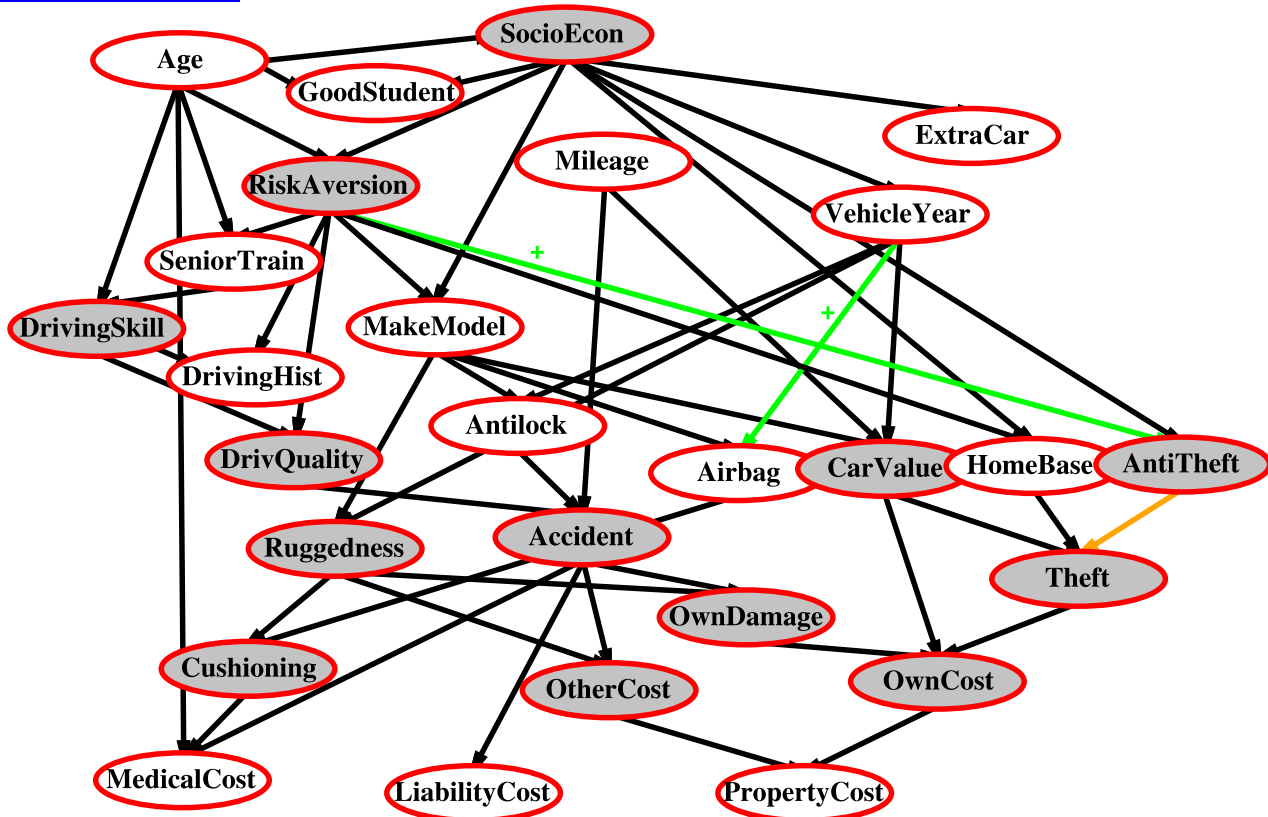 SocioEcon
Age
GoodStudent
ExtraCar
Mileage
RiskAversion
VehicleYear
+
SeniorTrain
+
DrivingSkill
MakeModel
DrivingHist
Antilock
DrivQuality
Airbag
CarValue
HomeBase
AntiTheft
Ruggedness
Accident
Theft
OwnDamage
Cushioning
OtherCost
OwnCost
MedicalCost
LiabilityCost
PropertyCost